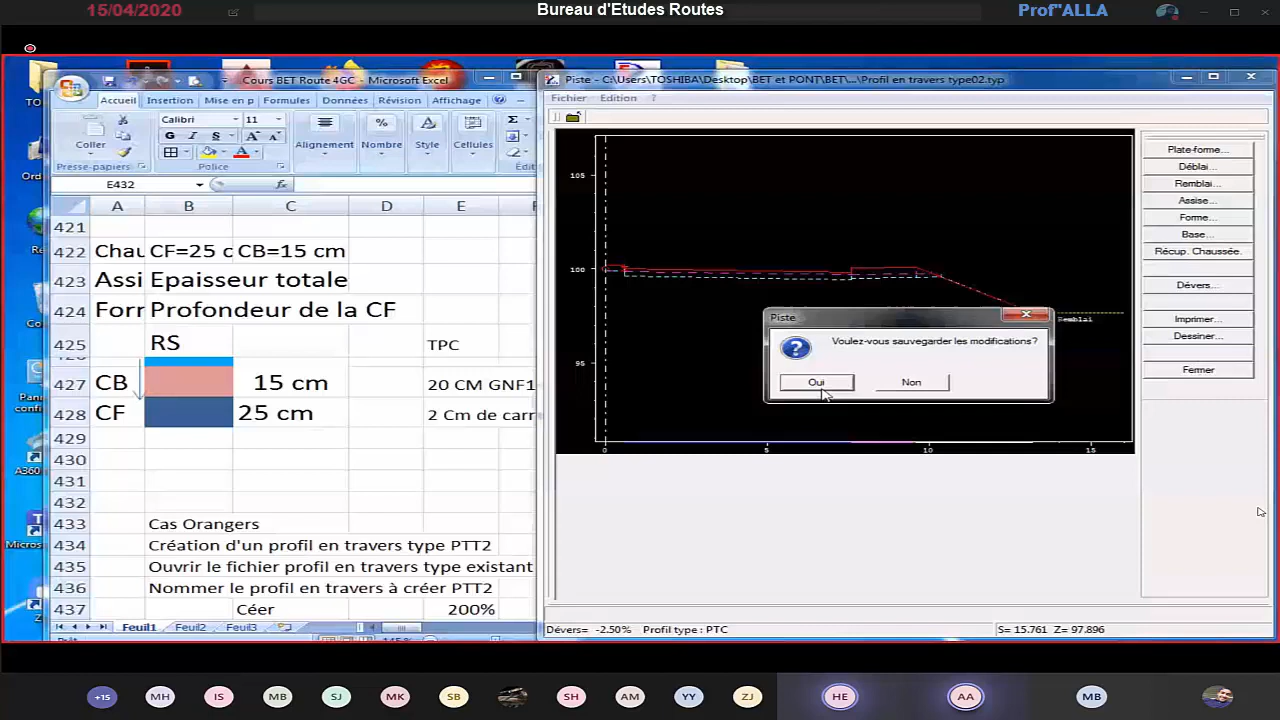 15/04/2020
Bureau d'Etudes Routes
Prof"ALLA
Cours BET Route 4GC - Microsoft Excel
Accueil Insertion Mise en p Formules Données Révision Affichage
Coller
Calibri 11
G I S
Alignement Nombre Style Cellules
Presse-papiers Police
E432
A B C D E
421
422 Chau CF=25 c CB=15 cm
423 Assi Epaisseur totale
424 Forr Profondeur de la CF
425 RS TPC
427 CB 15 cm 20 CM GNF1
428 CF 25 cm 2 Cm de carr
429
430
431
432
433 Cas Orangers
434 Création d'un profil en travers type PTT2
435 Ouvrir le fichier profil en travers type existant
436 Nommer le profil en travers à créer PTT2
437 Céer 200%
Feuil1 Feuil2 Feuil3
Piste - C:\Users\TOSHIBA\Desktop\BET et PONT\BET\...\Profil en travers type02.typ
Fichier Edition ?
105
100
95
0 5 10 15
Remblai
Piste
Voulez-vous sauvegarder les modifications?
Oui Non
Plate-forme...
Déblai...
Remblai...
Assise...
Forme...
Base...
Récup. Chaussée.
Dévers...
Imprimer...
Dessiner...
Fermer
Dévers= -2.50% Profil type : PTC
S= 15.761 Z= 97.896
+15 MH IS MB SJ MK SB SH AM YY ZJ HE AA MB